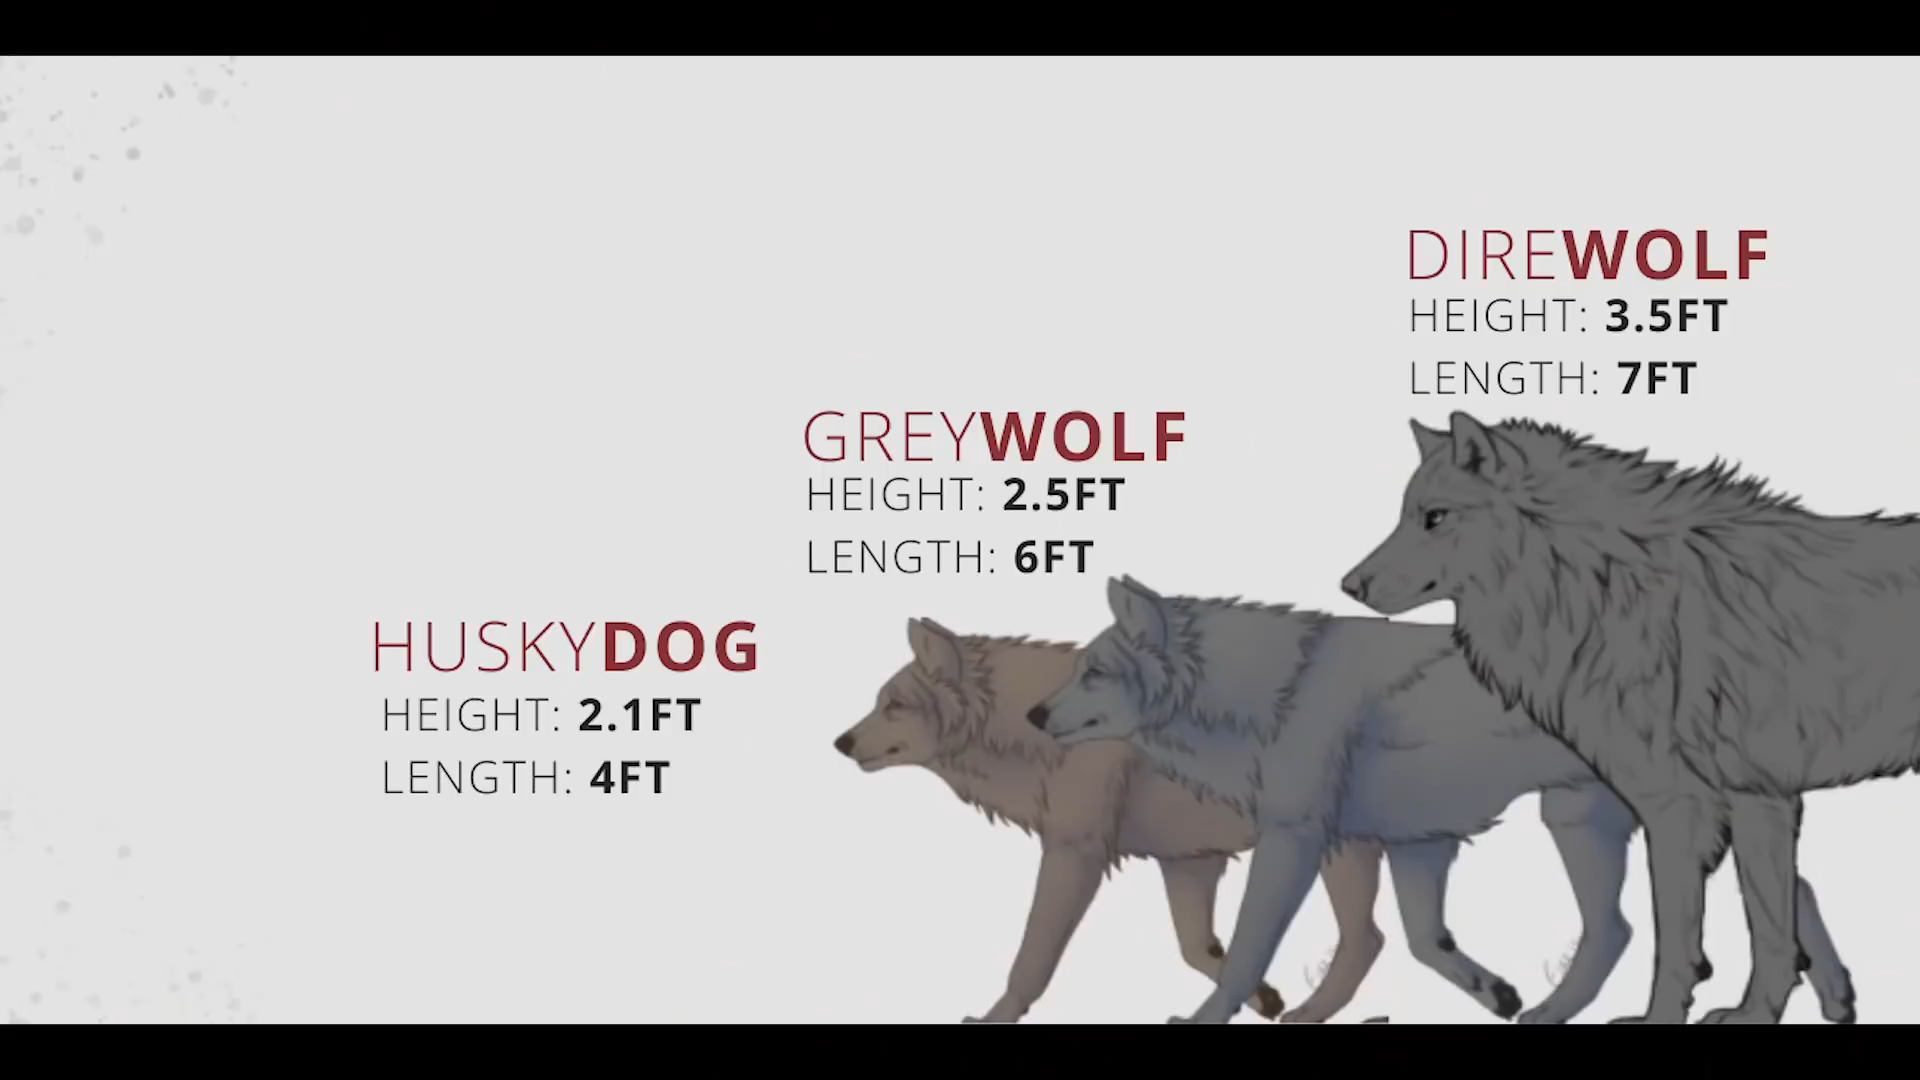 DIREWOLF
HEIGHT: 3.5FT
LENGTH: 7FT
GREYWOLF
HEIGHT: 2.5FT
LENGTH: 6FT
HUSKYDOG
HEIGHT: 2.1FT
LENGTH: 4FT